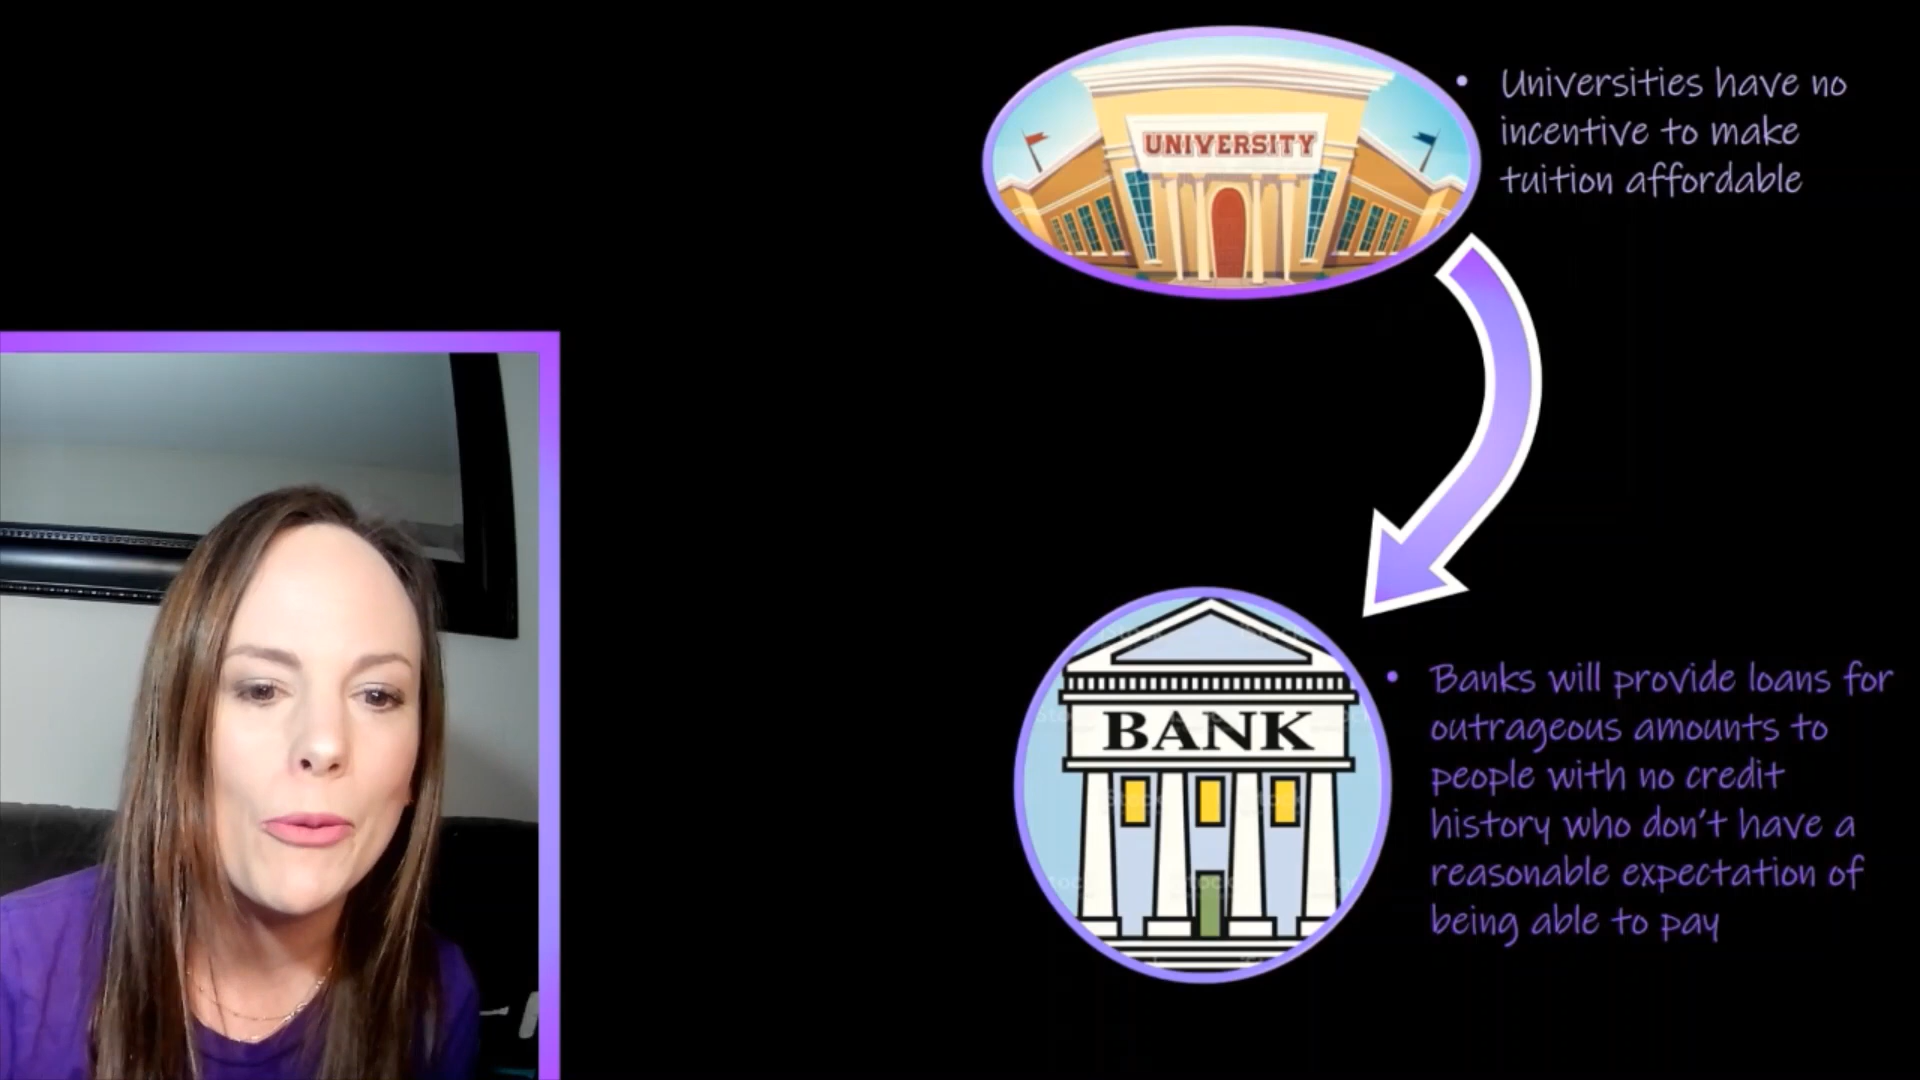 UNIVERSITY
• Universities have no
incentive to make
tuition affordable
BANK
• Banks will provide loans for
outrageous amounts to
people with no credit
history who don't have a
reasonable expectation of
being able to pay